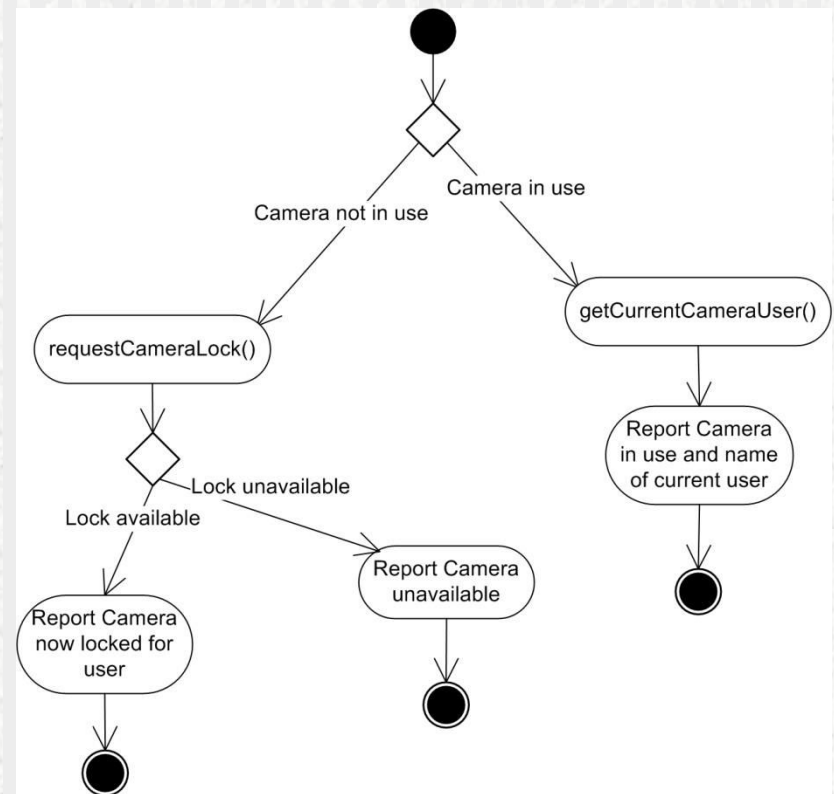 Camera in use
Camera not in use
getCurrentCameraUser()
requestCameraLock()
Report Camera
in use and name
of current user
Lock unavailable
Lock available
Report Camera
unavailable
Report Camera
now locked for
user